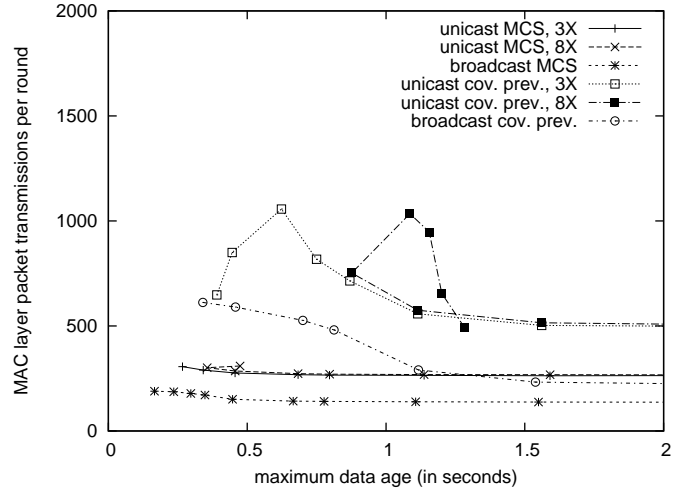 2000
1500
1000
500
0
MAC layer packet transmissions per round
unicast MCS, 3X
unicast MCS, 8X
broadcast MCS
unicast cov. prev., 3X
unicast cov. prev., 8X
broadcast cov. prev.
0 0.5 1 1.5 2
maximum data age (in seconds)